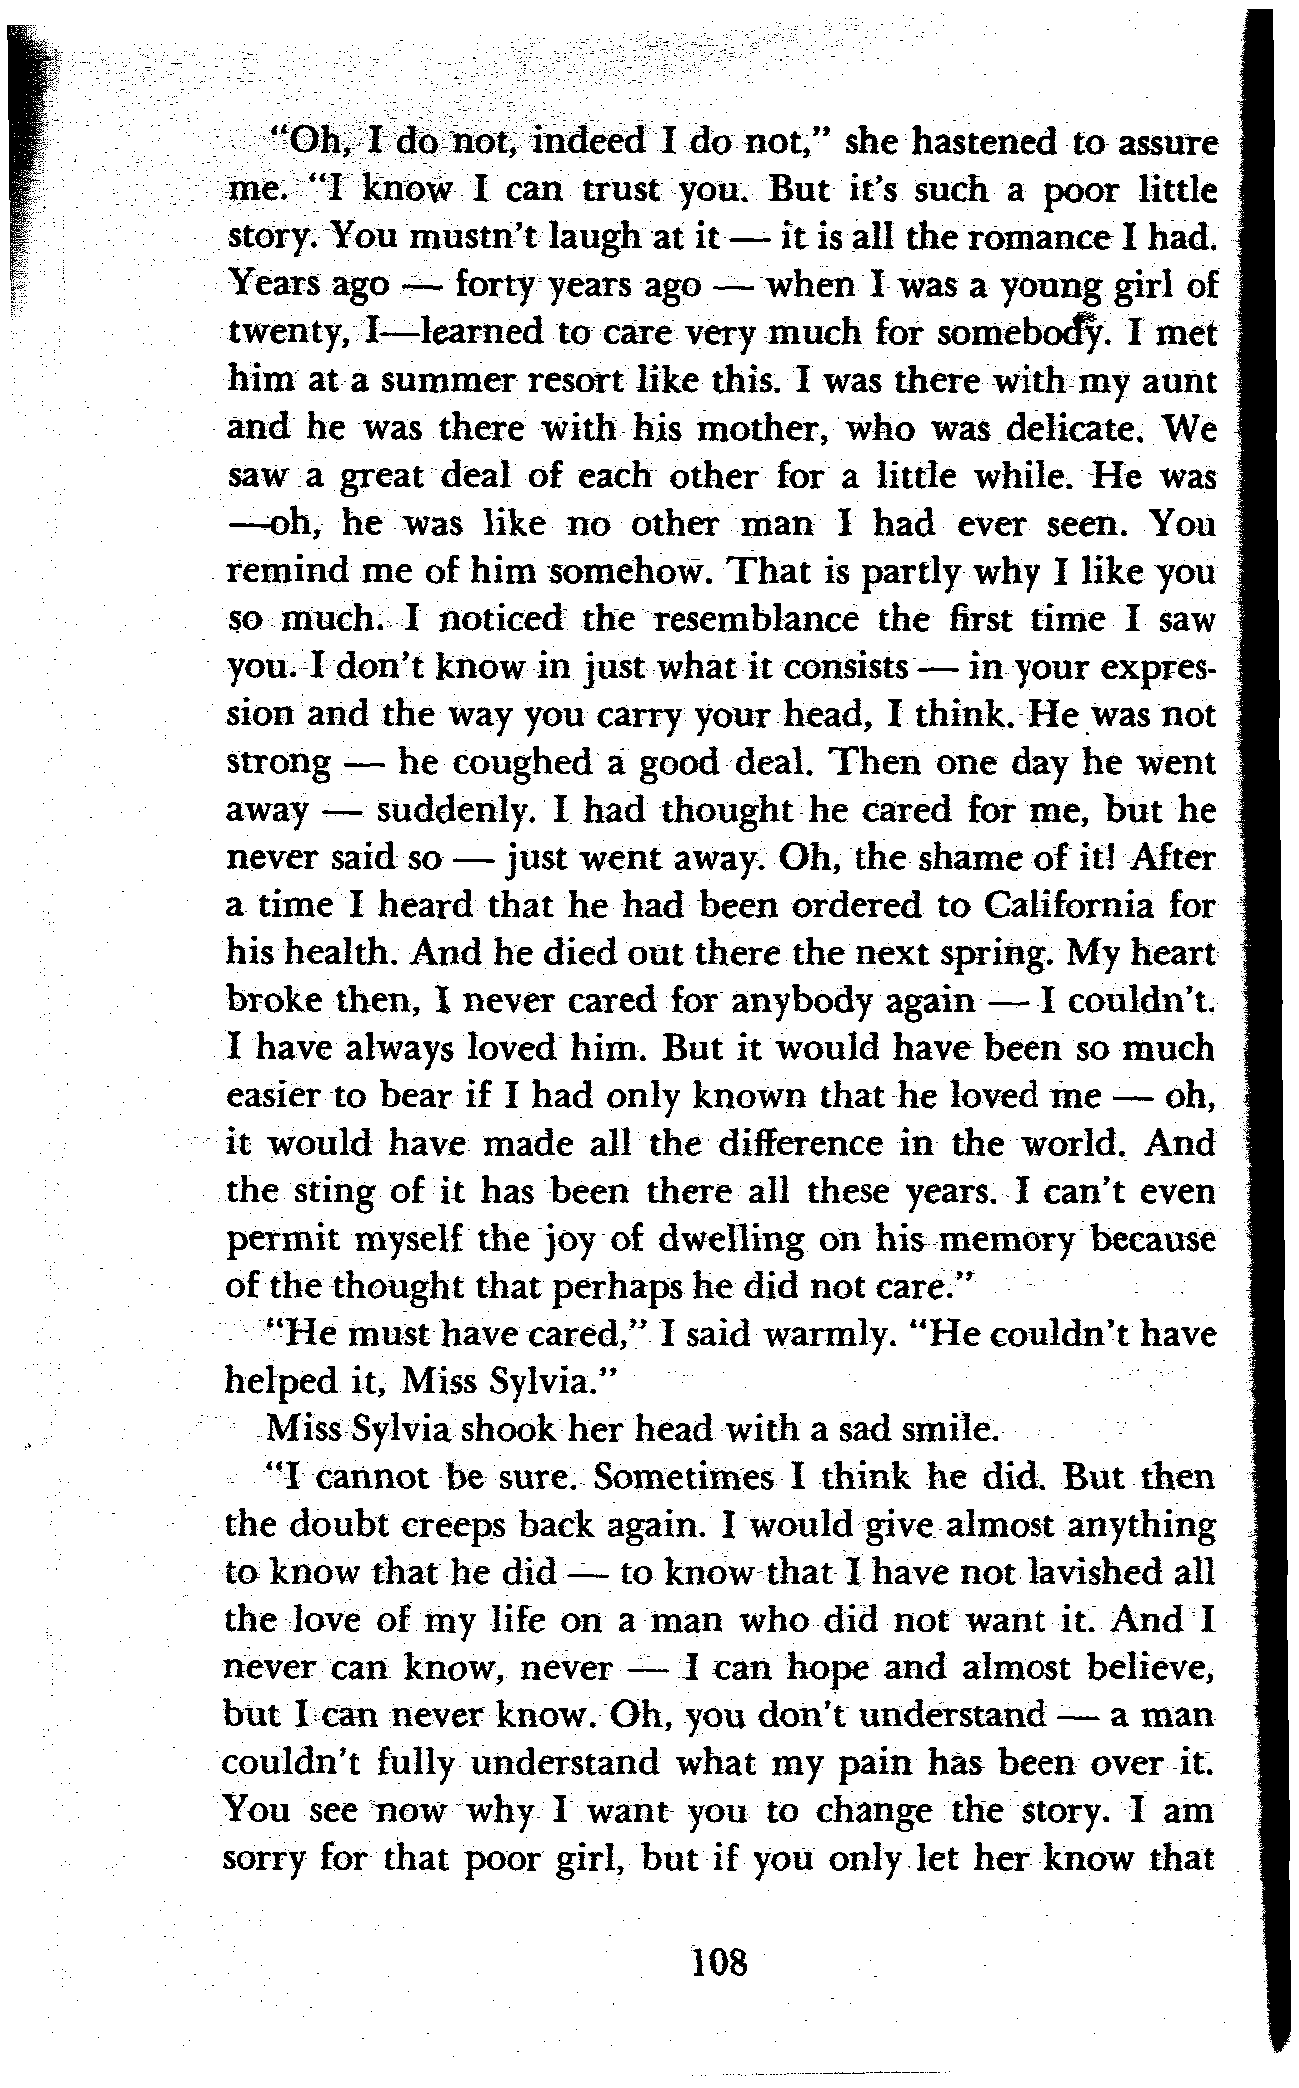 “Oh, I do not, indeed I do not,” she hastened to assure
me. “I know I can trust you. But it's such a poor little
story. You mustn't laugh at it — it is all the romance I had.
Years ago — forty years ago — when I was a young girl of
twenty, I—learned to care very much for somebody. I met
him at a summer resort like this. I was there with my aunt
and he was there with his mother, who was delicate. We
saw a great deal of each other for a little while. He was
—oh, he was like no other man I had ever seen. You
remind me of him somehow. That is partly why I like you
so much. I noticed the resemblance the first time I saw
you. I don't know in just what it consists — in your expres-
sion and the way you carry your head, I think. He was not
strong — he coughed a good deal. Then one day he went
away — suddenly. I had thought he cared for me, but he
never said so — just went away. Oh, the shame of it! After
a time I heard that he had been ordered to California for
his health. And he died out there the next spring. My heart
broke then, I never cared for anybody again — I couldn't.
I have always loved him. But it would have been so much
easier to bear if I had only known that he loved me — oh,
it would have made all the difference in the world. And
the sting of it has been there all these years. I can't even
permit myself the joy of dwelling on his memory because
of the thought that perhaps he did not care.”
“He must have cared,” I said warmly. “He couldn't have
helped it, Miss Sylvia.”
Miss Sylvia shook her head with a sad smile.
“I cannot be sure. Sometimes I think he did. But then
the doubt creeps back again. I would give almost anything
to know that he did — to know that I have not lavished all
the love of my life on a man who did not want it. And I
never can know, never — I can hope and almost believe,
but I can never know. Oh, you don't understand — a man
couldn't fully understand what my pain has been over it.
You see now why I want you to change the story. I am
sorry for that poor girl, but if you only let her know that
108